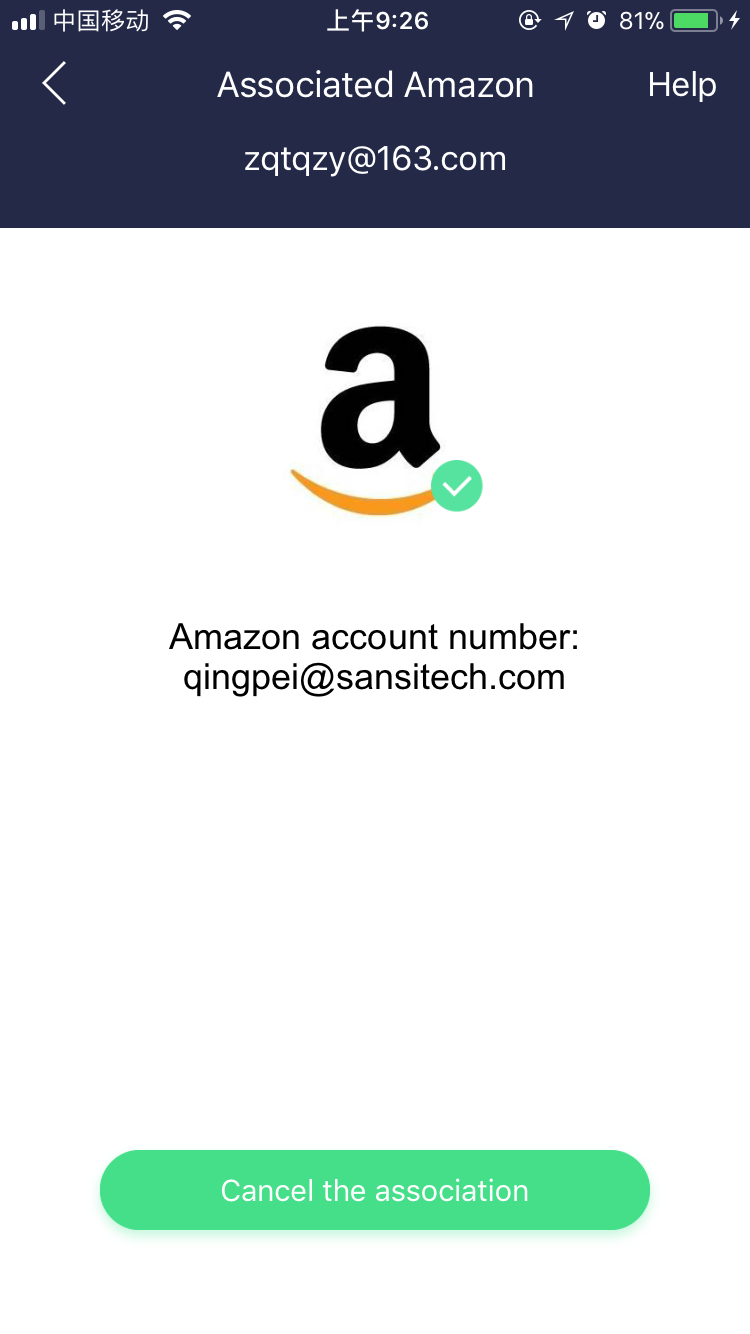 中国移动 上午9:26 81%
Associated Amazon Help
zqtqzy@163.com
a
Amazon account number:
qingpei@sansitech.com
Cancel the association